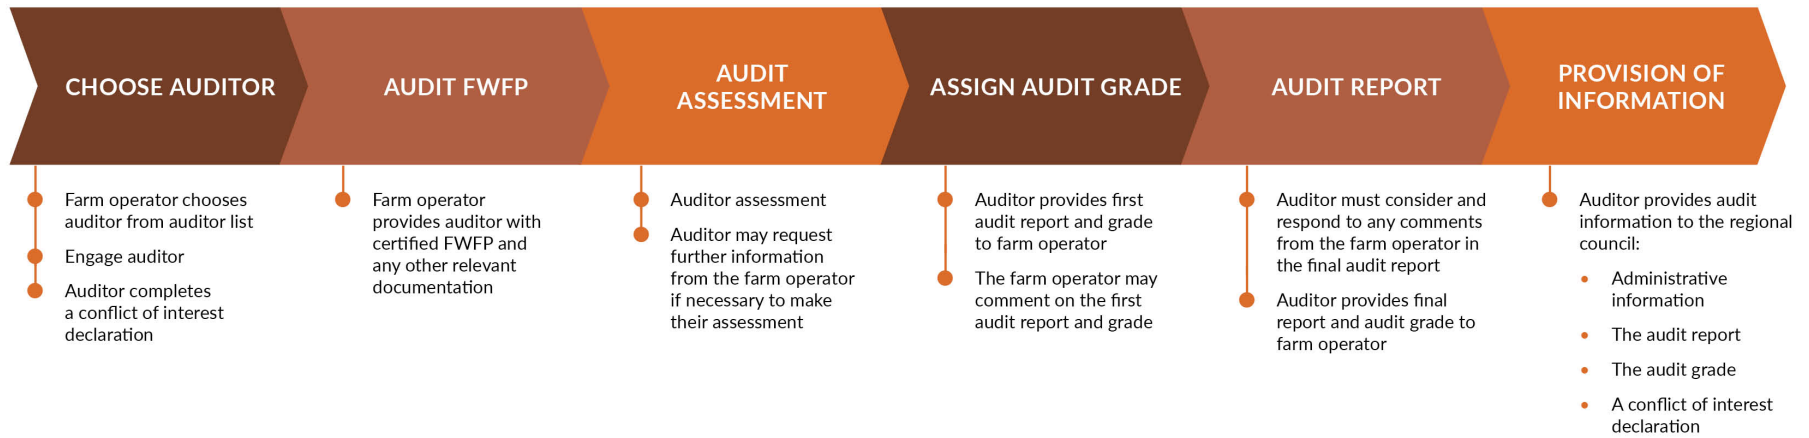 CHOOSE AUDITOR
Farm operator chooses
auditor from auditor list
Engage auditor
Auditor completes
a conflict of interest
declaration
AUDIT FWFP
Farm operator
provides auditor with
certified FWFP and
any other relevant
documentation
AUDIT
ASSESSMENT
Auditor assessment
Auditor may request
further information
from the farm operator
if necessary to make
their assessment
ASSIGN AUDIT GRADE
Auditor provides first
audit report and grade
to farm operator
The farm operator may
comment on the first
audit report and grade
AUDIT REPORT
Auditor must consider and
respond to any comments
from the farm operator in
the final audit report
Auditor provides final
report and audit grade to
farm operator
PROVISION OF
INFORMATION
Auditor provides audit
information to the regional
council:
• Administrative
information
• The audit report
• The audit grade
• A conflict of interest
declaration